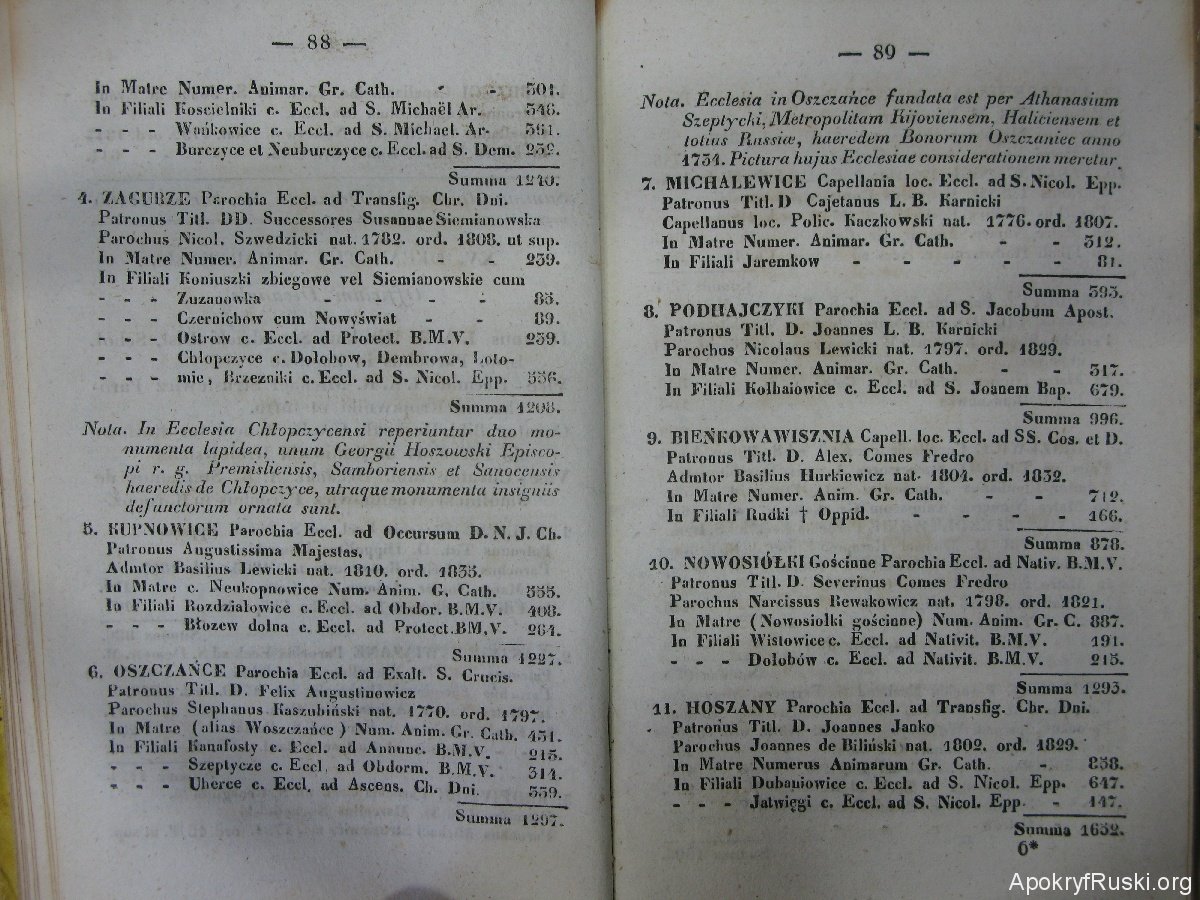 — 88 —
In Matre Numer. Animar. Gr. Cath. - - 301.
In Filiali Koscielniki c. Eccl. ad S. Michaël Ar. 346.
- - - Wańkowice c. Eccl. ad S. Michael. Ar- 361.
- - - Burczyce et Neuburczyce c. Eccl. ad S. Dem. 232.
Summa 1240.
4. ZAGURZE Parochia Eccl. ad Transfig. Chr. Dni.
Patronus Titl. DD. Successores Susannae Siemianowska
Parochus Nicol. Szwedzicki nat. 1782. ord. 1808. ut sup.
In Matre Numer. Animar. Gr. Cath. - - 239.
In Filiali Koniuszki zbiegowe vel Siemianowskie cum
- - - Zuzanowka - - - 85.
- - - Czernichow cum Nowyświat - - 89.
- - - Ostrow c. Eccl. ad Protect. B.M.V. 239.
- - - Chłopczyce c. Dołobow, Dembrowa, Loto-
- - - mie, Brzezniki c. Eccl. ad S. Nicol. Epp. 556.
Summa 1208.
Nota. In Ecclesia Chłopczycensi reperiuntur duo mo-
numenta lapidea, unum Georgii Hoszowski Episco-
pi r. g. Premisliensis, Samboriensis et Sanocensis
haeredis de Chłopczyce, utraque monumenta insigniis
defunctorum ornata sunt.
5. KUPNOWICE Parochia Eccl. ad Occursum D. N. J. Ch.
Patronus Augustissima Majestas.
Admtor Basilius Lewicki nat. 1810. ord. 1835.
In Matre c. Neukopnowice Num. Anim. G. Cath. 555.
In Filiali Rozdziałowice c. Eccl. ad Obdor. B.M.V. 408.
- - - Błozew dolna c. Eccl. ad Protect. BM.V. 264.
Summa 1227.
6. OSZCZAŃCE Parochia Eccl. ad Exalt. S. Crucis.
Patronus Titl. D. Felix Augustinowicz
Parochus Stephanus Kaszubiński nat. 1770. ord. 1797.
In Matre (alias Woszczańce) Num. Anim. Gr. Cath. 431.
In Filiali Kanafosty c. Eccl. ad Annunc. B.M.V. 213.
- - - Szeptycze c. Eccl. ad Obdorm. B.M.V. 314.
- - - Uherce c. Eccl. ad Ascens. Ch. Dni. 339.
Summa 1297.
— 89 —
Nota. Ecclesia in Oszczańce fundata est per Athanasium
Szeptycki, Metropolitam Kijoviensem, Haliciensem et
totius Russiæ, haeredem Bonorum Oszczaniec anno
1734. Pictura hujus Ecclesiae considerationem meretur
7. MICHALEWICE Capellania loc. Eccl. ad S. Nicol. Epp.
Patronus Titl. D Cajetanus L. B. Karnicki
Capellanus loc. Polic. Kaczkowski nat. 1776. ord. 1807.
In Matre Numer. Animar. Gr. Cath. - - 312.
In Filiali Jaremkow - - - - - 81.
Summa 393.
8. PODHAJCZYKI Parochia Eccl. ad S. Jacobum Apost.
Patronus Titl. D. Joannes L. B. Karnicki
Parochus Nicolaus Lewicki nat. 1797. ord. 1829.
In Matre Numer. Animar. Gr. Cath. - - 317.
In Filiali Kołbaiowice c. Eccl. ad S. Joanem Bap. 679.
Summa 996.
9. BIEŃKOWAWISZNIA Capell. loc. Eccl. ad SS. Cos. et D.
Patronus Titl. D. Alex. Comes Fredro
Admtor Basilius Hurkiewicz nat. 1804. ord. 1832.
In Matre Numer. Anim. Gr. Cath. - - 712.
In Filiali Rudki † Oppid. - - - - 166.
Summa 878.
10. NOWOSIÓŁKI Gościnne Parochia Eccl. ad Nativ. B.M.V.
Patronus Titl. D. Severinus Comes Fredro
Parochus Narcissus Rewakowicz nat. 1798. ord. 1821.
In Matre (Nowosiolki gościnne) Num. Anim. Gr. C. 887.
In Filiali Wistowice c. Eccl. ad Nativit. B.M.V. 191.
- - - Dołobów c. Eccl. ad Nativit. B.M.V. 215.
Summa 1293.
11. HOSZANY Parochia Eccl. ad Transfig. Chr. Dni.
Patronus Titl. D. Joannes Janko
Parochus Joannes de Biliński nat. 1802. ord. 1829.
In Matre Numerus Animarum Gr. Cath. - 838.
In Filiali Dubaniowice c. Eccl. ad S. Nicol. Epp. 647.
- - - Jatwięgi c. Eccl. ad S. Nicol. Epp. - 147.
Summa 1632.
6*
ApokryfRuski.org